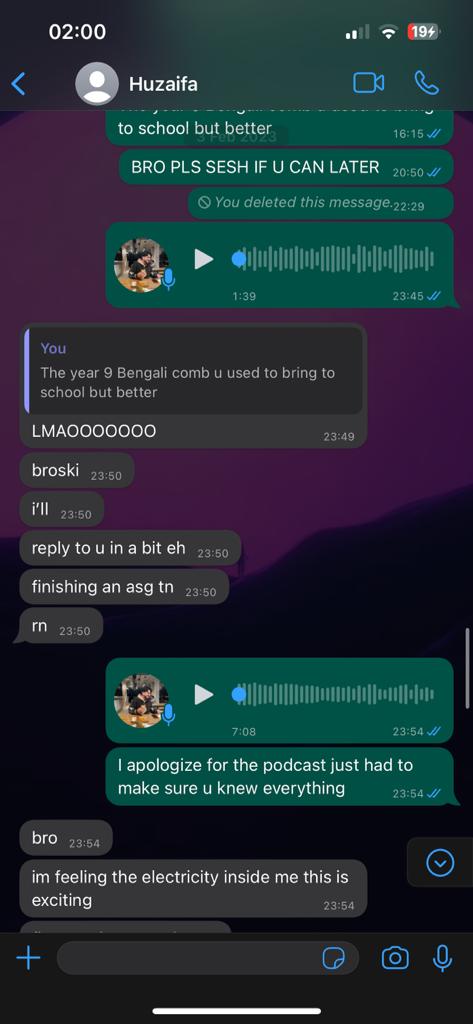 02:00
19
Huzaifa
to school but better
16:15
3 Feb 2023
BRO PLS SESH IF U CAN LATER 20:50
You deleted this message. 22:29
1:39 23:45
You
The year 9 Bengali comb u used to bring to
school but better
LMAOOOOOOO 23:49
broski 23:50
i'll 23:50
reply to u in a bit eh 23:50
finishing an asg tn 23:50
rn 23:50
7:08 23:54
I apologize for the podcast just had to
make sure u knew everything 23:54
bro 23:54
im feeling the electricity inside me this is
exciting
23:54